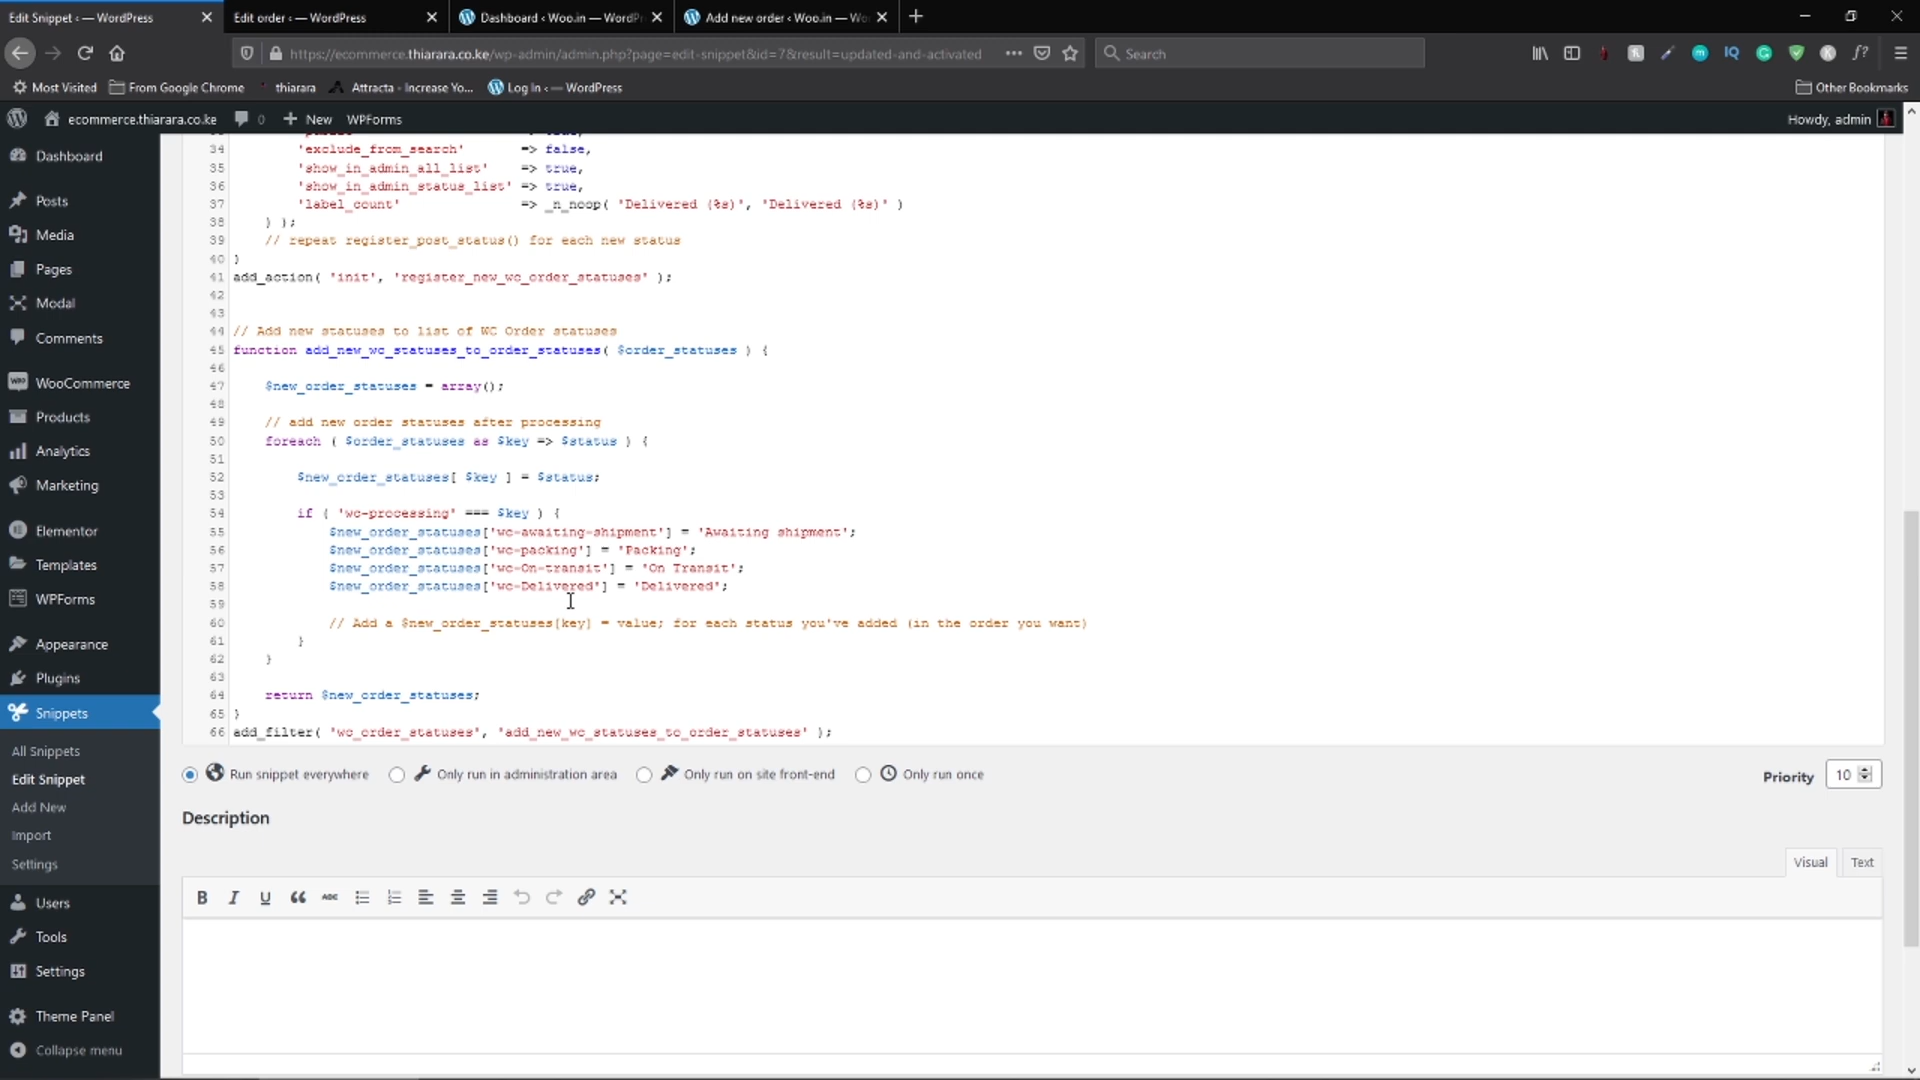 Edit Snippet ‹ — WordPress
Edit order ‹ — WordPress
Dashboard ‹ Woo.in — WordPr
Add new order ‹ Woo.in — Wo
https://ecommerce.thiarara.co.ke/wp-admin/admin.php?page=edit-snippet&id=7&result=updated-and-activated
Search
Most Visited
From Google Chrome
thiarara
Attracta - Increase Yo...
Log In ‹ — WordPress
Other Bookmarks
ecommerce.thiarara.co.ke
0
New
WPForms
Howdy, admin
Dashboard
Posts
Media
Pages
Modal
Comments
WooCommerce
Products
Analytics
Marketing
Elementor
Templates
WPForms
Appearance
Plugins
Snippets
All Snippets
Edit Snippet
Add New
Import
Settings
Users
Tools
Settings
Theme Panel
Collapse menu
34 'exclude_from_search' => false,
35 'show_in_admin_all_list' => true,
36 'show_in_admin_status_list' => true,
37 'label_count' => _n_noop( 'Delivered (%s)', 'Delivered (%s)' )
38 ) );
39 // repeat register_post_status() for each new status
40 }
41 add_action( 'init', 'register_new_wc_order_statuses' );
42
43
44 // Add new statuses to list of WC Order statuses
45 function add_new_wc_statuses_to_order_statuses( $order_statuses ) {
46
47 $new_order_statuses = array();
48
49 // add new order statuses after processing
50 foreach ( $order_statuses as $key => $status ) {
51
52 $new_order_statuses[ $key ] = $status;
53
54 if ( 'wc-processing' === $key ) {
55 $new_order_statuses['wc-awaiting-shipment'] = 'Awaiting shipment';
56 $new_order_statuses['wc-packing'] = 'Packing';
57 $new_order_statuses['wc-On-transit'] = 'On Transit';
58 $new_order_statuses['wc-Delivered'] = 'Delivered';
59
60 // Add a $new_order_statuses[key] = value; for each status you've added (in the order you want)
61 }
62 }
63
64 return $new_order_statuses;
65 }
66 add_filter( 'wc_order_statuses', 'add_new_wc_statuses_to_order_statuses' );
Run snippet everywhere
Only run in administration area
Only run on site front-end
Only run once
Priority
10
Description
Visual
Text
B I U ABC